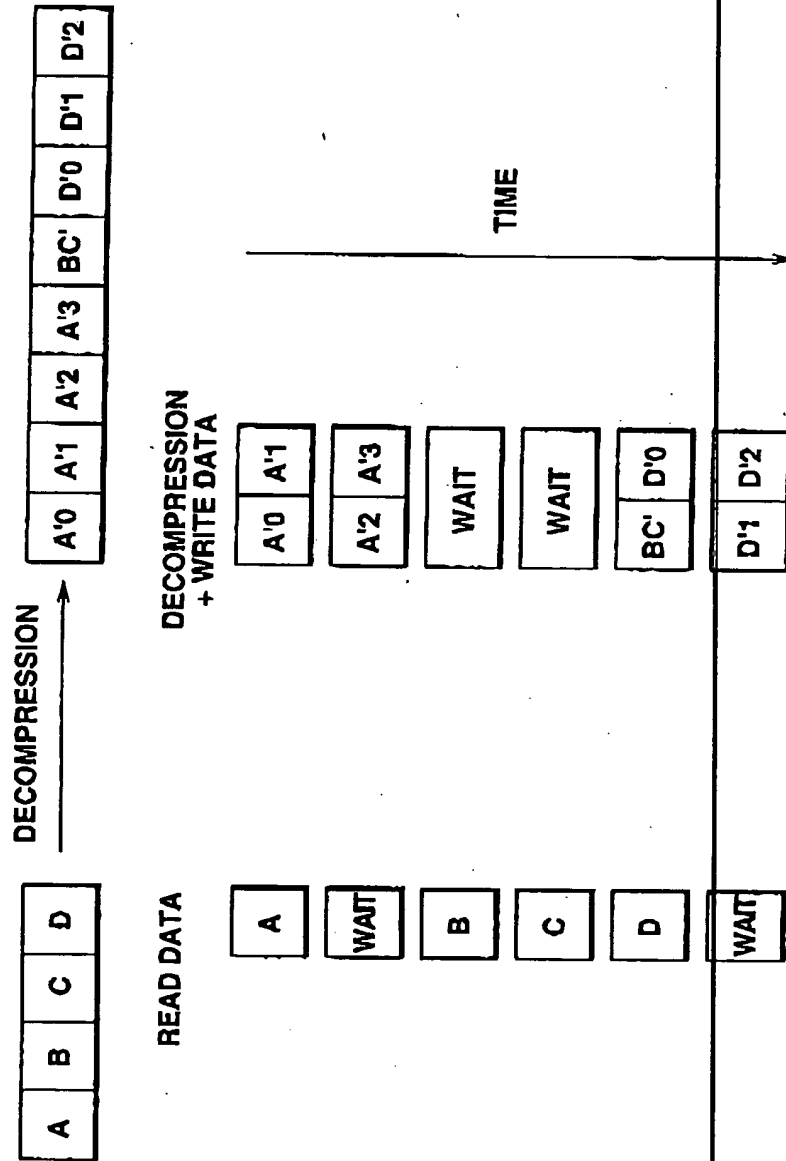 DECOMPRESSION
A B C D
A'0 A'1 A'2 A'3 BC' D'0 D'1 D'2
READ DATA
DECOMPRESSION
+ WRITE DATA
A
A'0 A'1
WAIT
A'2 A'3
B
WAIT
C
WAIT
D
BC' D'0
WAIT
D'1 D'2
TIME